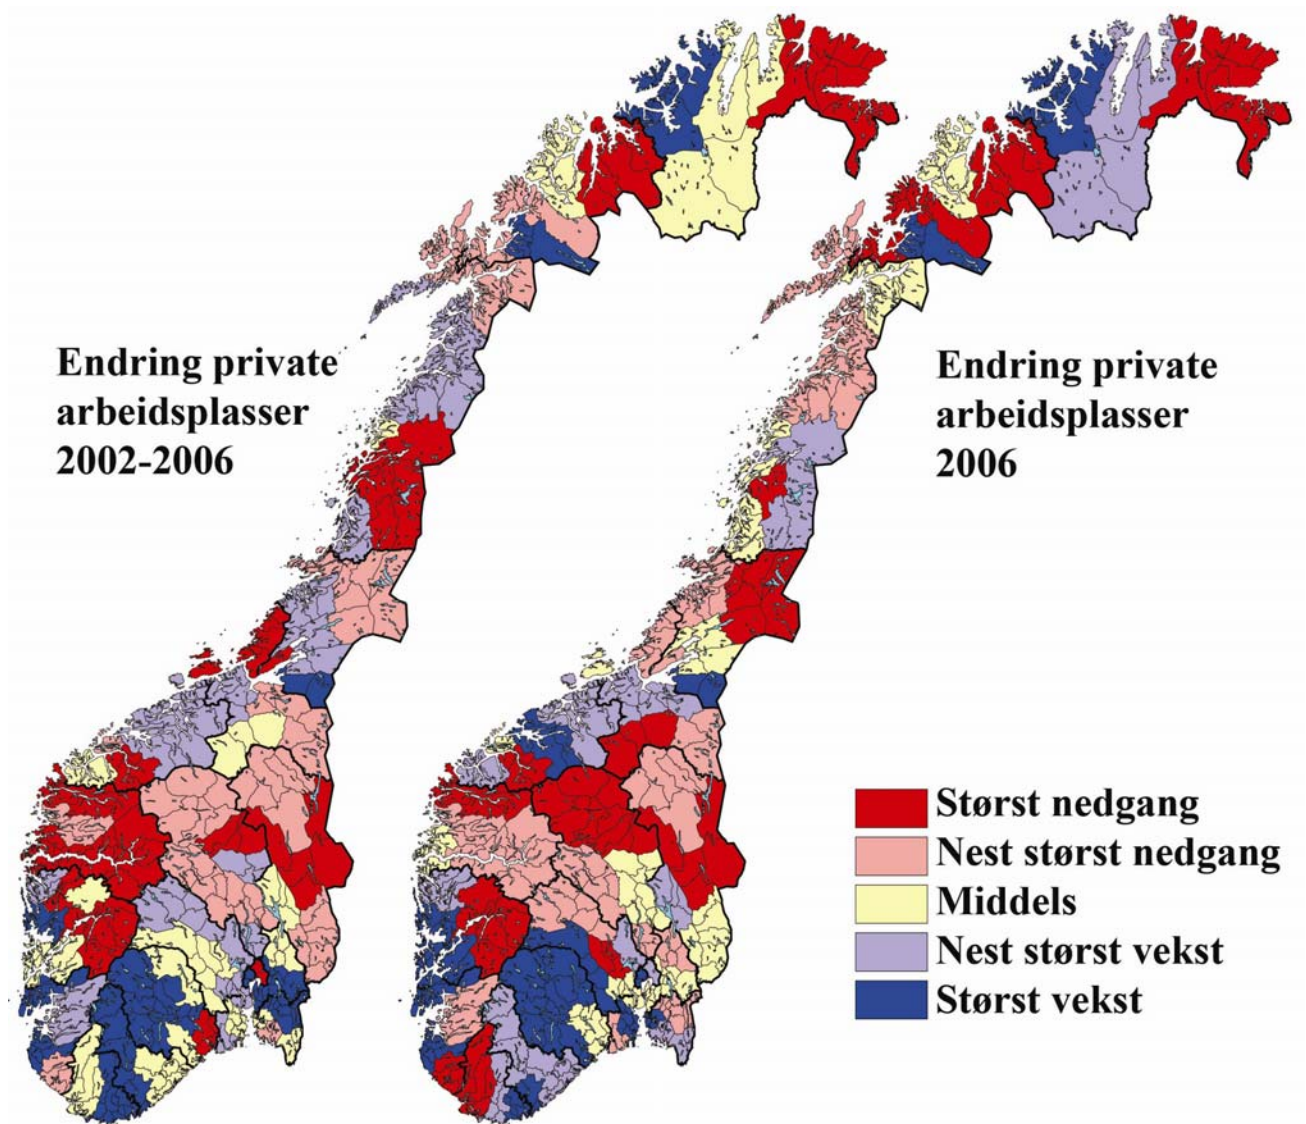 Endring private
arbeidsplasser
2002-2006
Endring private
arbeidsplasser
2006
Størst nedgang
Nest størst nedgang
Middels
Nest størst vekst
Størst vekst